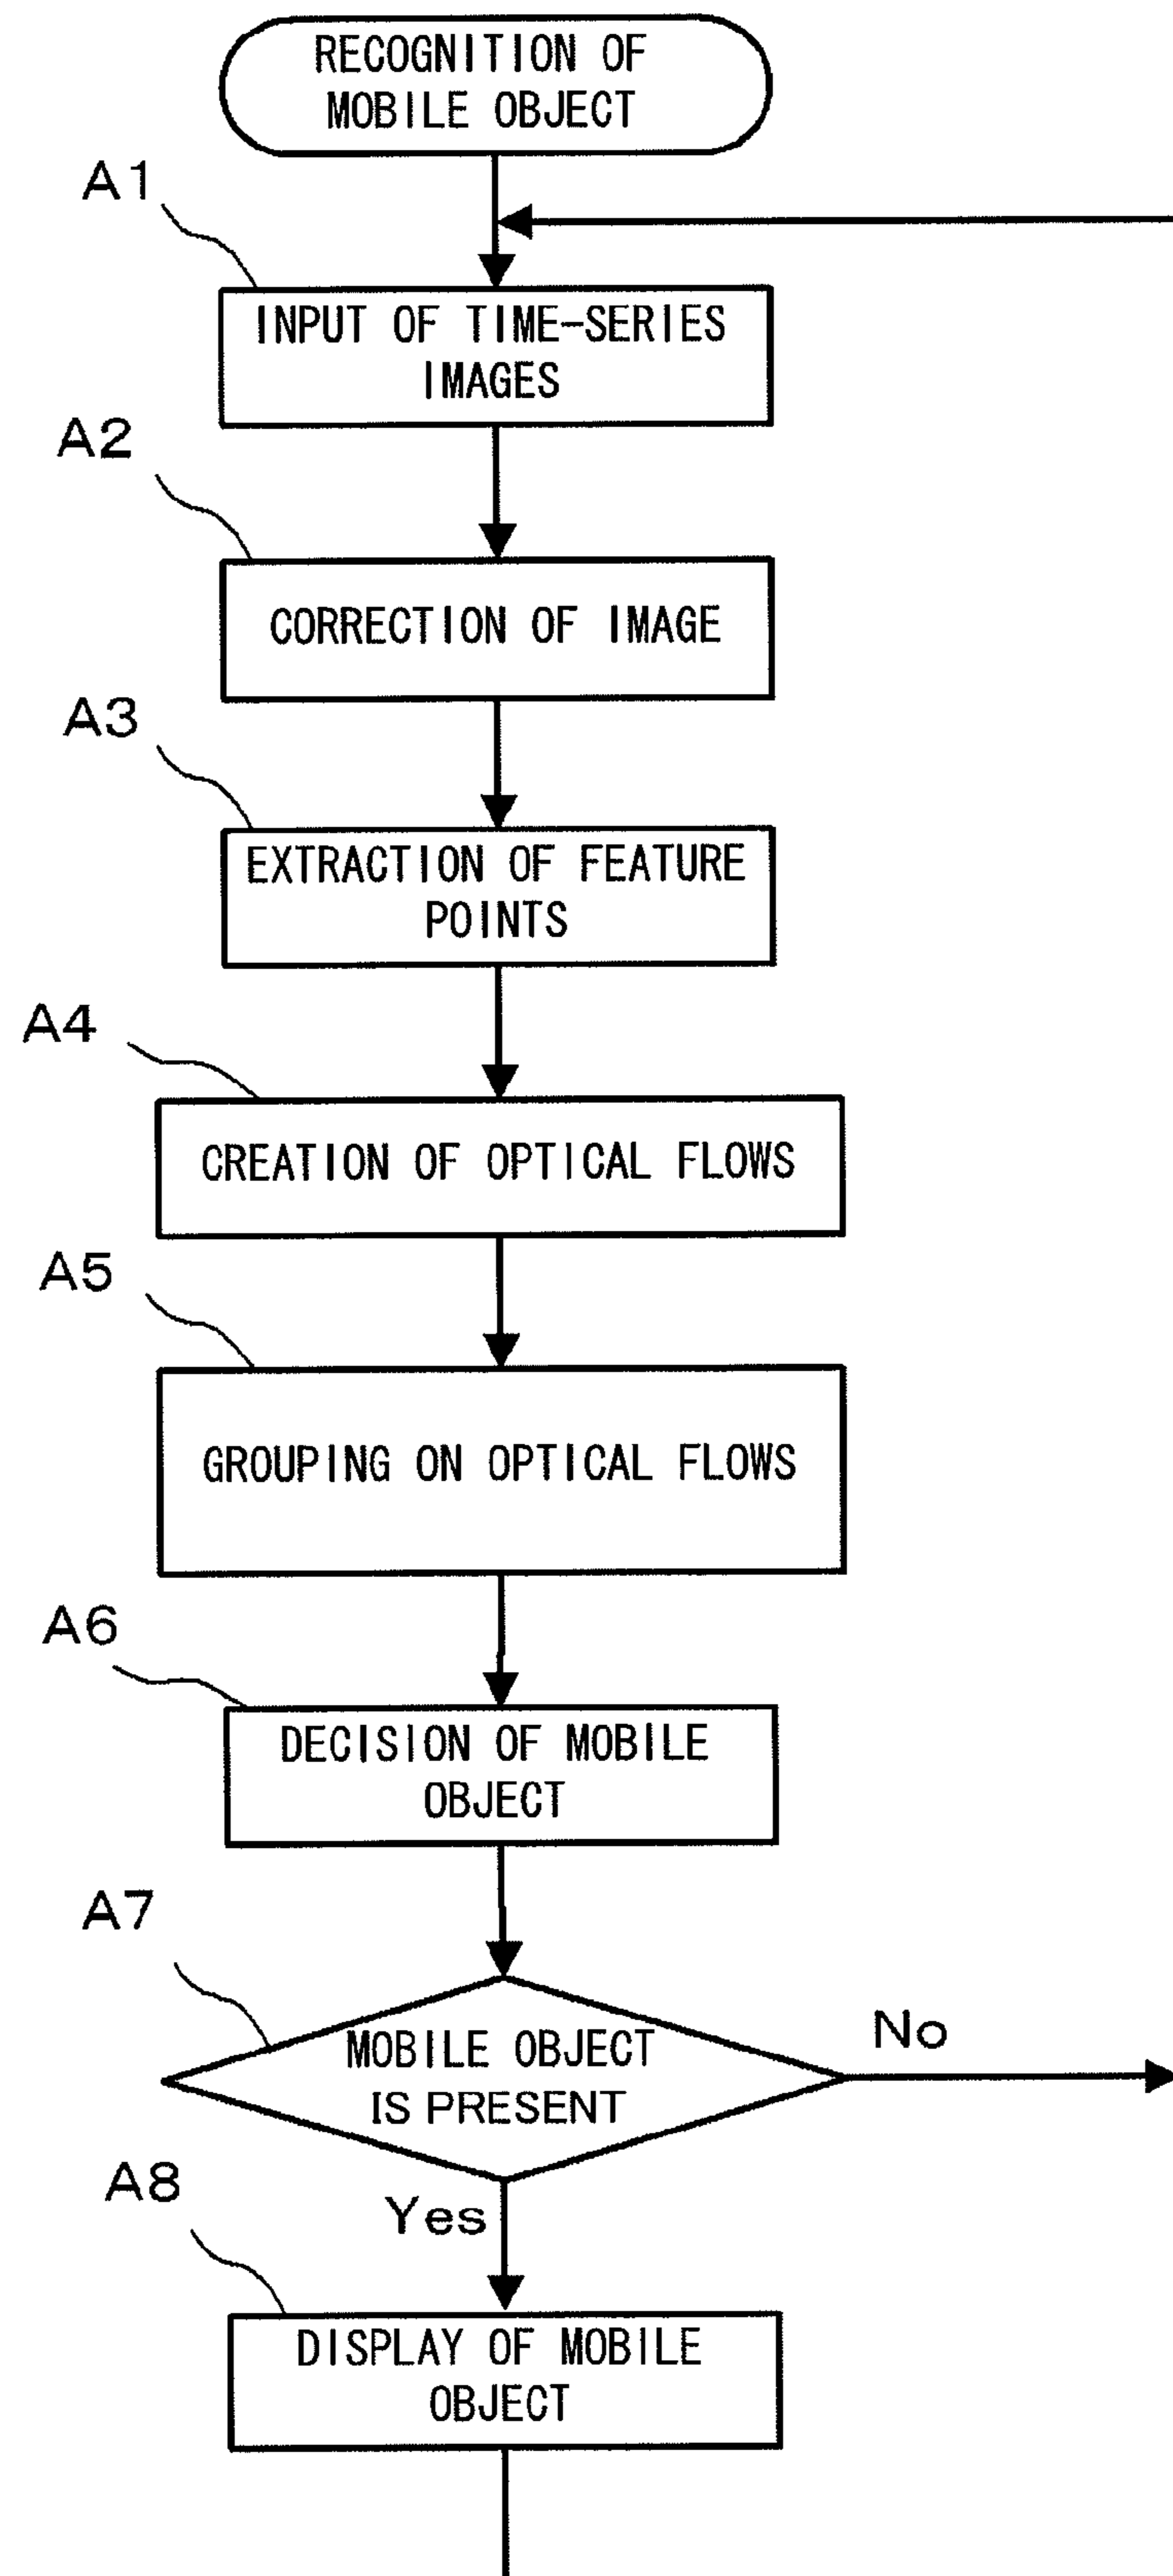 RECOGNITION OF
MOBILE OBJECT
A1
INPUT OF TIME-SERIES
IMAGES
A2
CORRECTION OF IMAGE
A3
EXTRACTION OF FEATURE
POINTS
A4
CREATION OF OPTICAL FLOWS
A5
GROUPING ON OPTICAL FLOWS
A6
DECISION OF MOBILE
OBJECT
A7
MOBILE OBJECT
IS PRESENT
No
Yes
A8
DISPLAY OF MOBILE
OBJECT